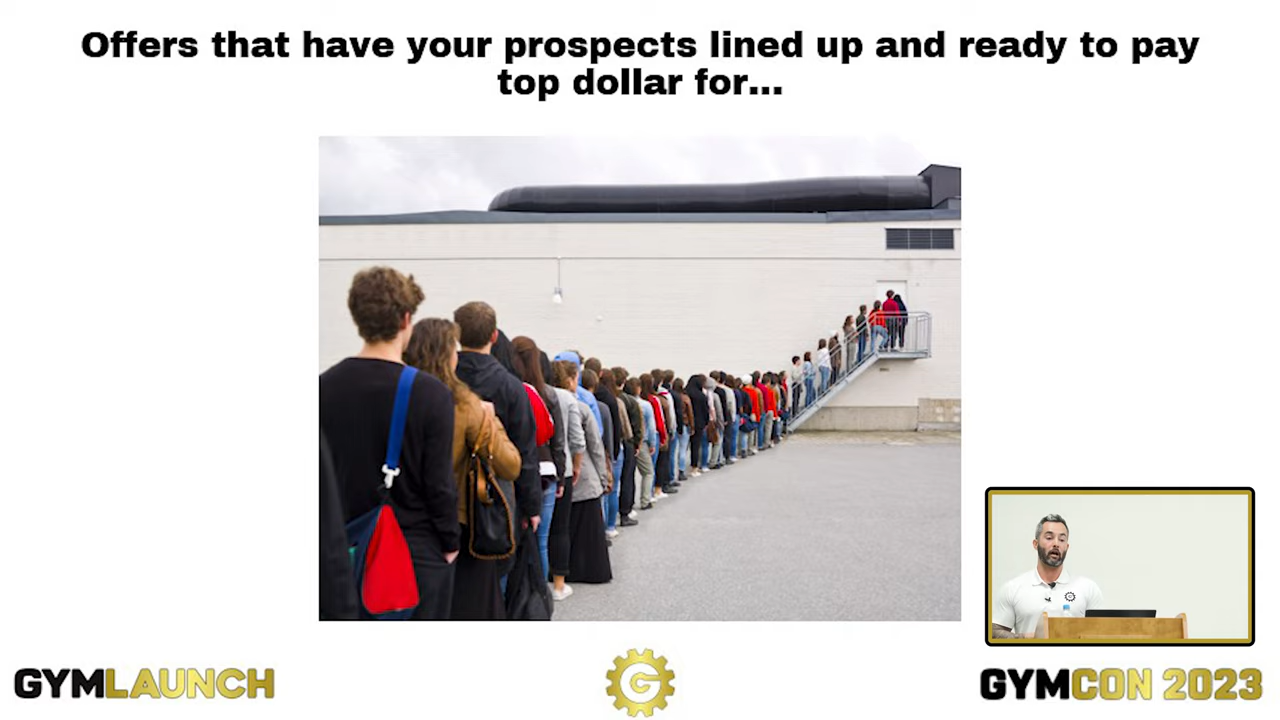 Offers that have your prospects lined up and ready to pay
top dollar for...
GYMLAUNCH
G
GYMCON 2023